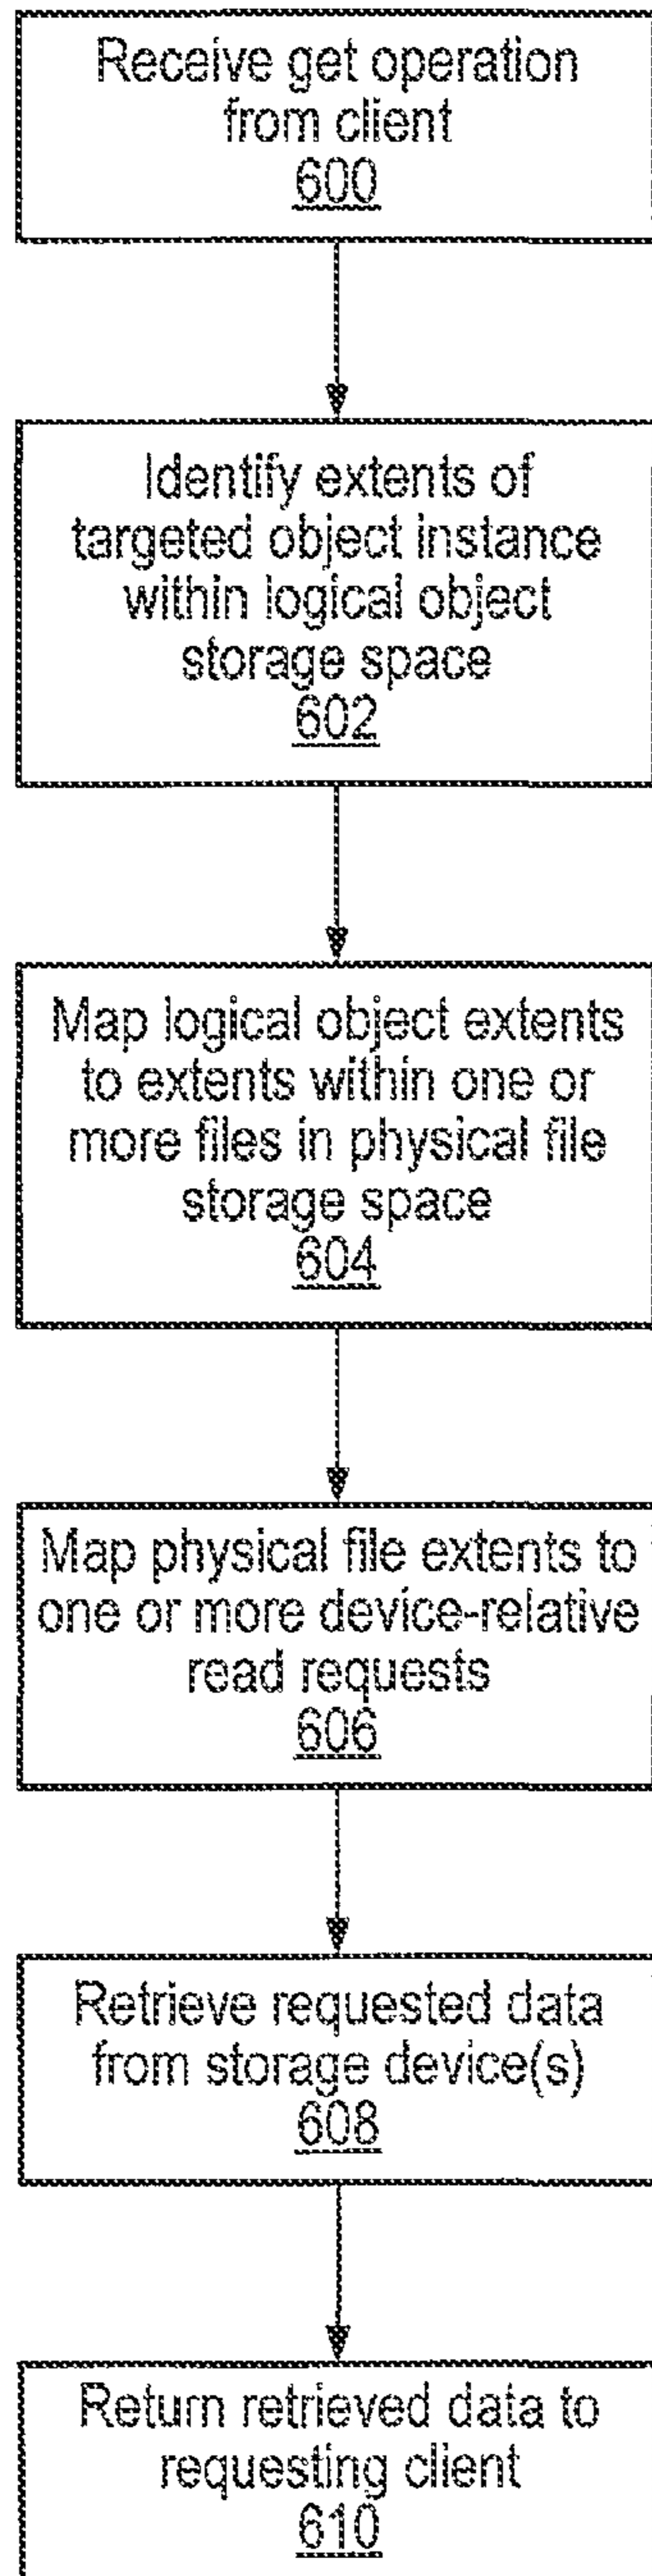 Receive get operation
from client
600
Identify extents of
targeted object instance
within logical object
storage space
602
Map logical object extents
to extents within one or
more files in physical file
storage space
604
Map physical file extents to
one or more device-relative
read requests
606
Retrieve requested data
from storage device(s)
608
Return retrieved data to
requesting client
610